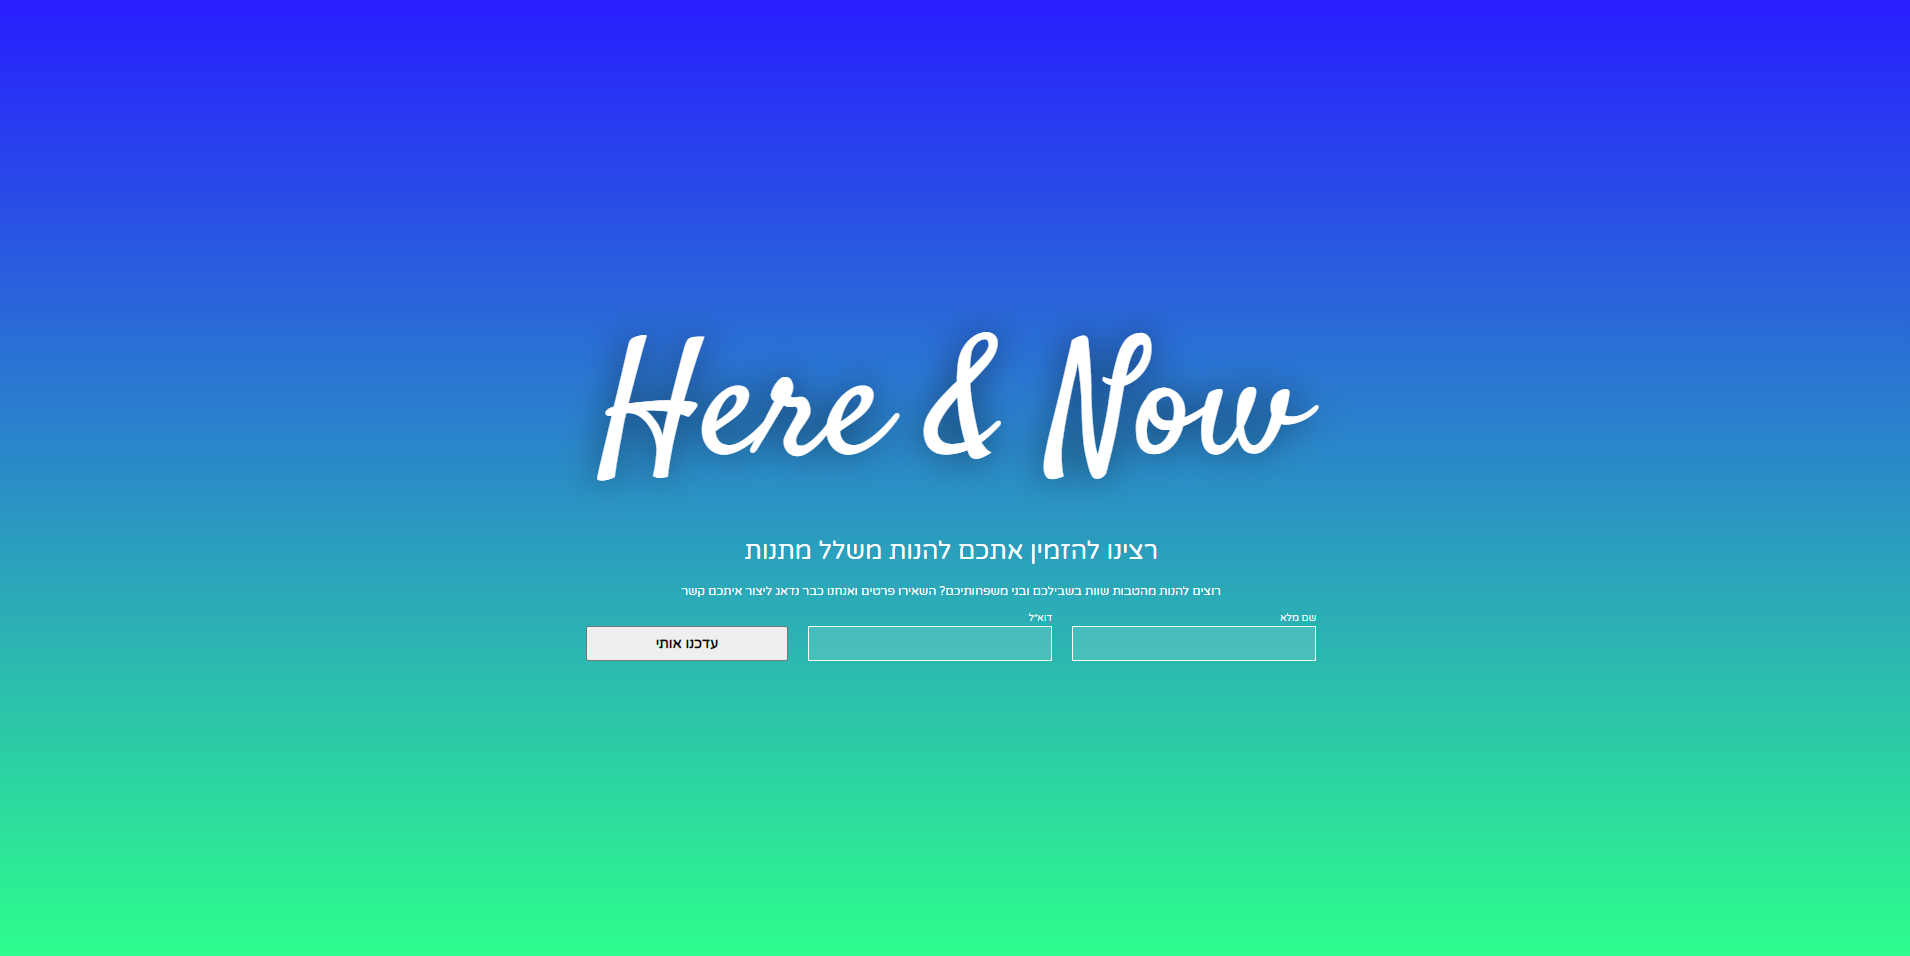 Here & Now
רצינו להזמין אתכם להנות משלל מתנות
רוצים להנות מהטבות שוות בשבילכם ובני משפחותיכם? השאירו פרטים ואנחנו כבר נדאג ליצור איתכם קשר
שם מלא
דוא״ל
עדכנו אותי